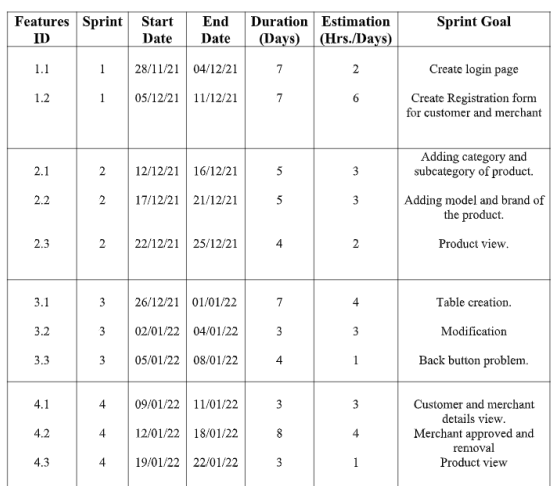 Features ID Sprint Start Date End Date Duration (Days) Estimation (Hrs./Days) Sprint Goal
1.1 1 28/11/21 04/12/21 7 2 Create login page
1.2 1 05/12/21 11/12/21 7 6 Create Registration form
for customer and merchant
2.1 2 12/12/21 16/12/21 5 3 Adding category and
subcategory of product.
2.2 2 17/12/21 21/12/21 5 3 Adding model and brand of
the product.
2.3 2 22/12/21 25/12/21 4 2 Product view.
3.1 3 26/12/21 01/01/22 7 4 Table creation.
3.2 3 02/01/22 04/01/22 3 3 Modification
3.3 3 05/01/22 08/01/22 4 1 Back button problem.
4.1 4 09/01/22 11/01/22 3 3 Customer and merchant
details view.
4.2 4 12/01/22 18/01/22 8 4 Merchant approved and
removal
4.3 4 19/01/22 22/01/22 3 1 Product view